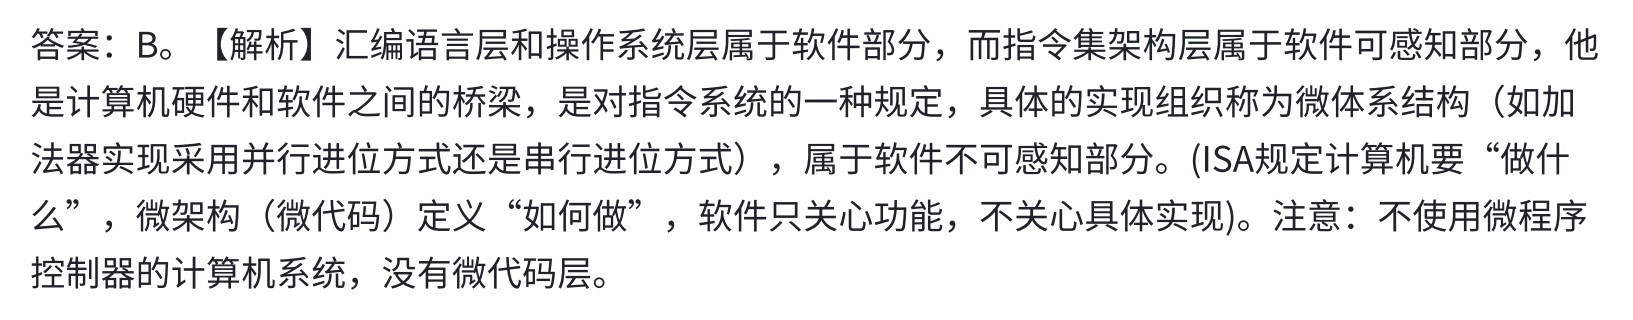 答案：B。【解析】汇编语言层和操作系统层属于软件部分，而指令集架构层属于软件可感知部分，他
是计算机硬件和软件之间的桥梁，是对指令系统的一种规定，具体的实现组织称为微体系结构（如加
法器实现采用并行进位方式还是串行进位方式），属于软件不可感知部分。(ISA规定计算机要“做什
么”，微架构（微代码）定义“如何做”，软件只关心功能，不关心具体实现)。注意：不使用微程序
控制器的计算机系统，没有微代码层。